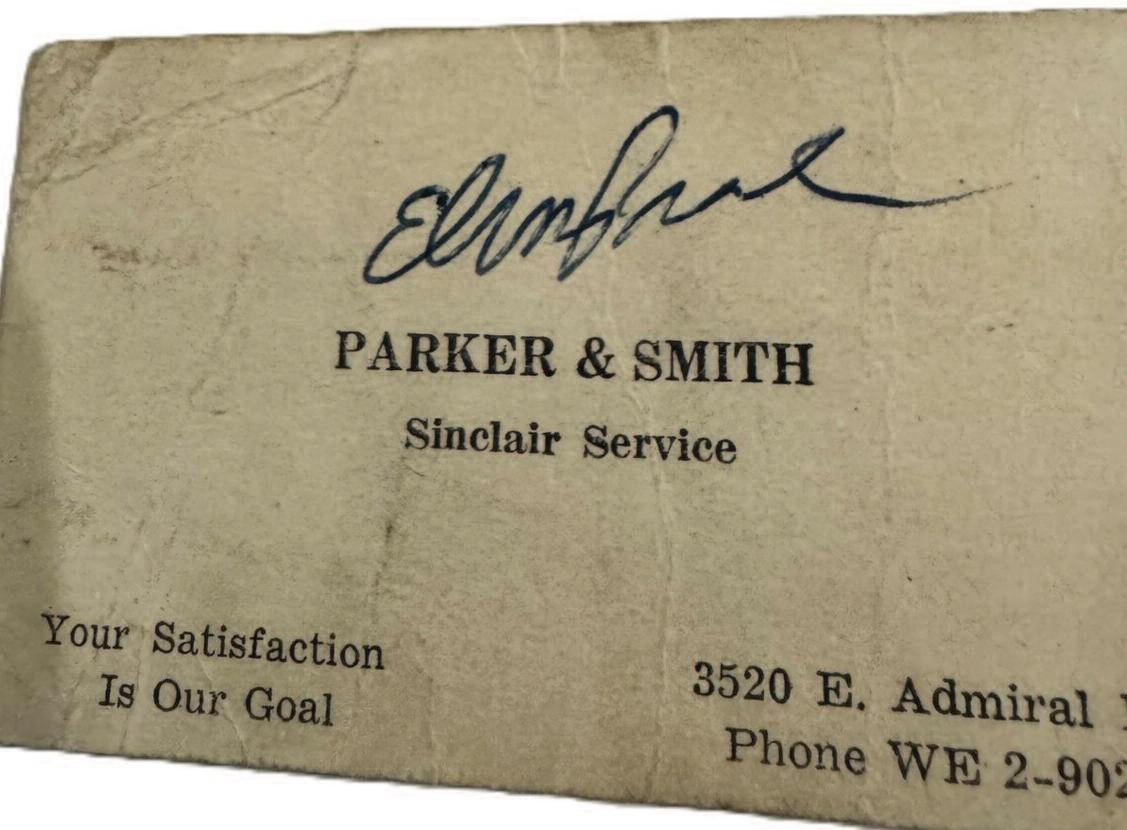 PARKER & SMITH
Sinclair Service
Your Satisfaction
Is Our Goal
3520 E. Admiral
Phone WE 2-902